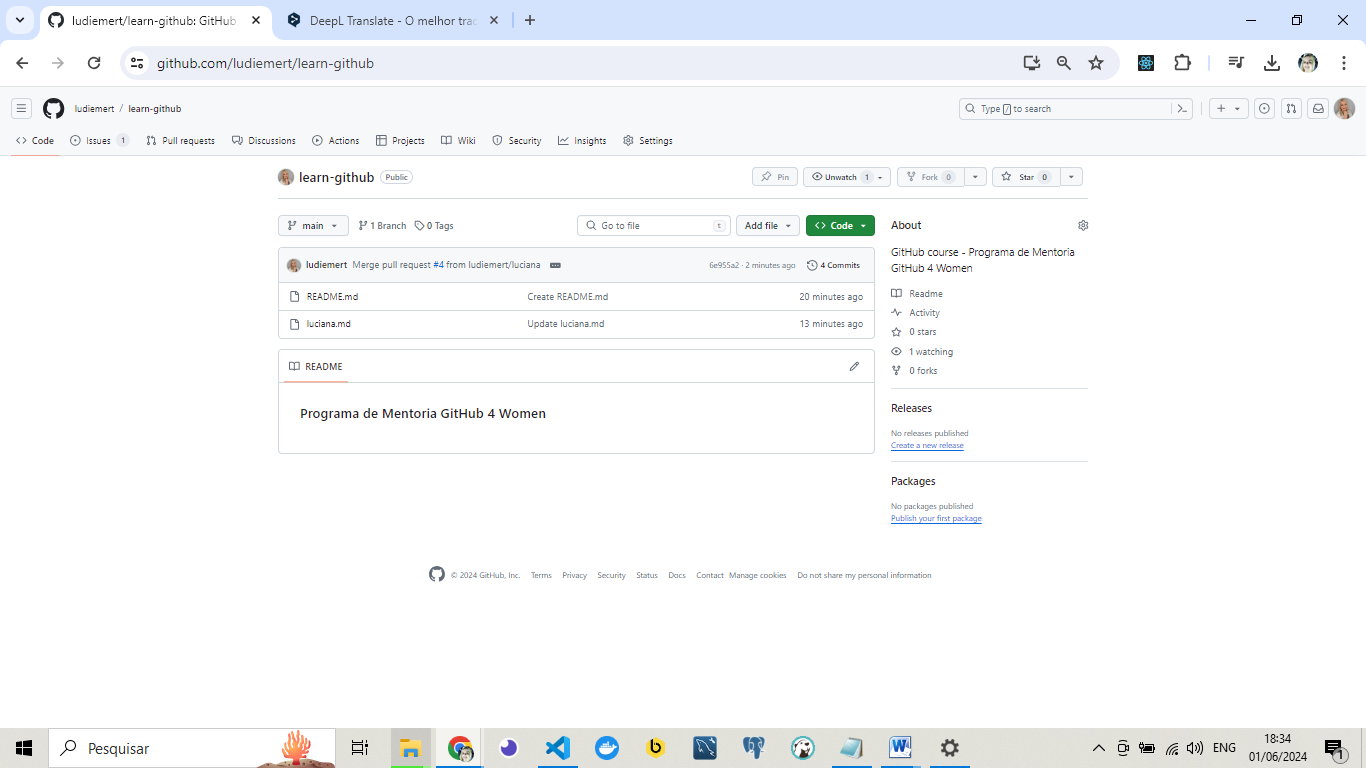 ludiemert/learn-github: GitHub
DeepL Translate - O melhor trad
github.com/ludiemert/learn-github
ludiemert / learn-github
Type / to search
Code Issues 1 Pull requests Discussions Actions Projects Wiki Security Insights Settings
learn-github Public
Pin Unwatch 1 Fork 0 Star 0
main 1 Branch 0 Tags
Go to file t Add file Code
ludiemert Merge pull request #4 from ludiemert/luciana
6e955a2 · 2 minutes ago 4 Commits
README.md Create README.md 20 minutes ago
luciana.md Update luciana.md 13 minutes ago
README
Programa de Mentoria GitHub 4 Women
About
GitHub course - Programa de Mentoria
GitHub 4 Women
Readme
Activity
0 stars
1 watching
0 forks
Releases
No releases published
Create a new release
Packages
No packages published
Publish your first package
© 2024 GitHub, Inc. Terms Privacy Security Status Docs Contact Manage cookies Do not share my personal information
Pesquisar
b
W
ENG
18:34
01/06/2024
1